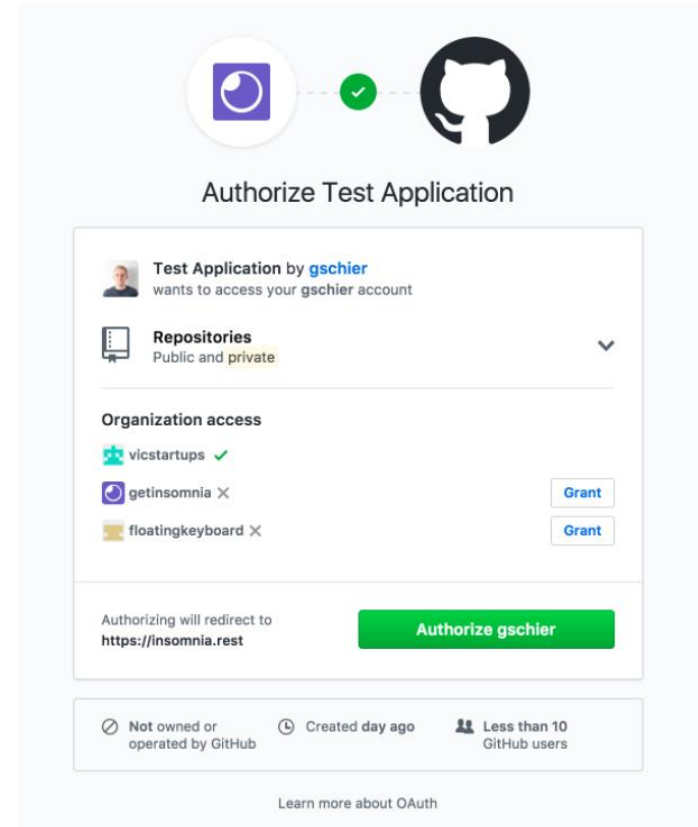 Authorize Test Application
Test Application by gschier
wants to access your gschier account
Repositories
Public and private
Organization access
vicstartups
getinsomnia
Grant
floatingkeyboard
Grant
Authorizing will redirect to
https://insomnia.rest
Authorize gschier
Not owned or
operated by GitHub
Created day ago
Less than 10
GitHub users
Learn more about OAuth